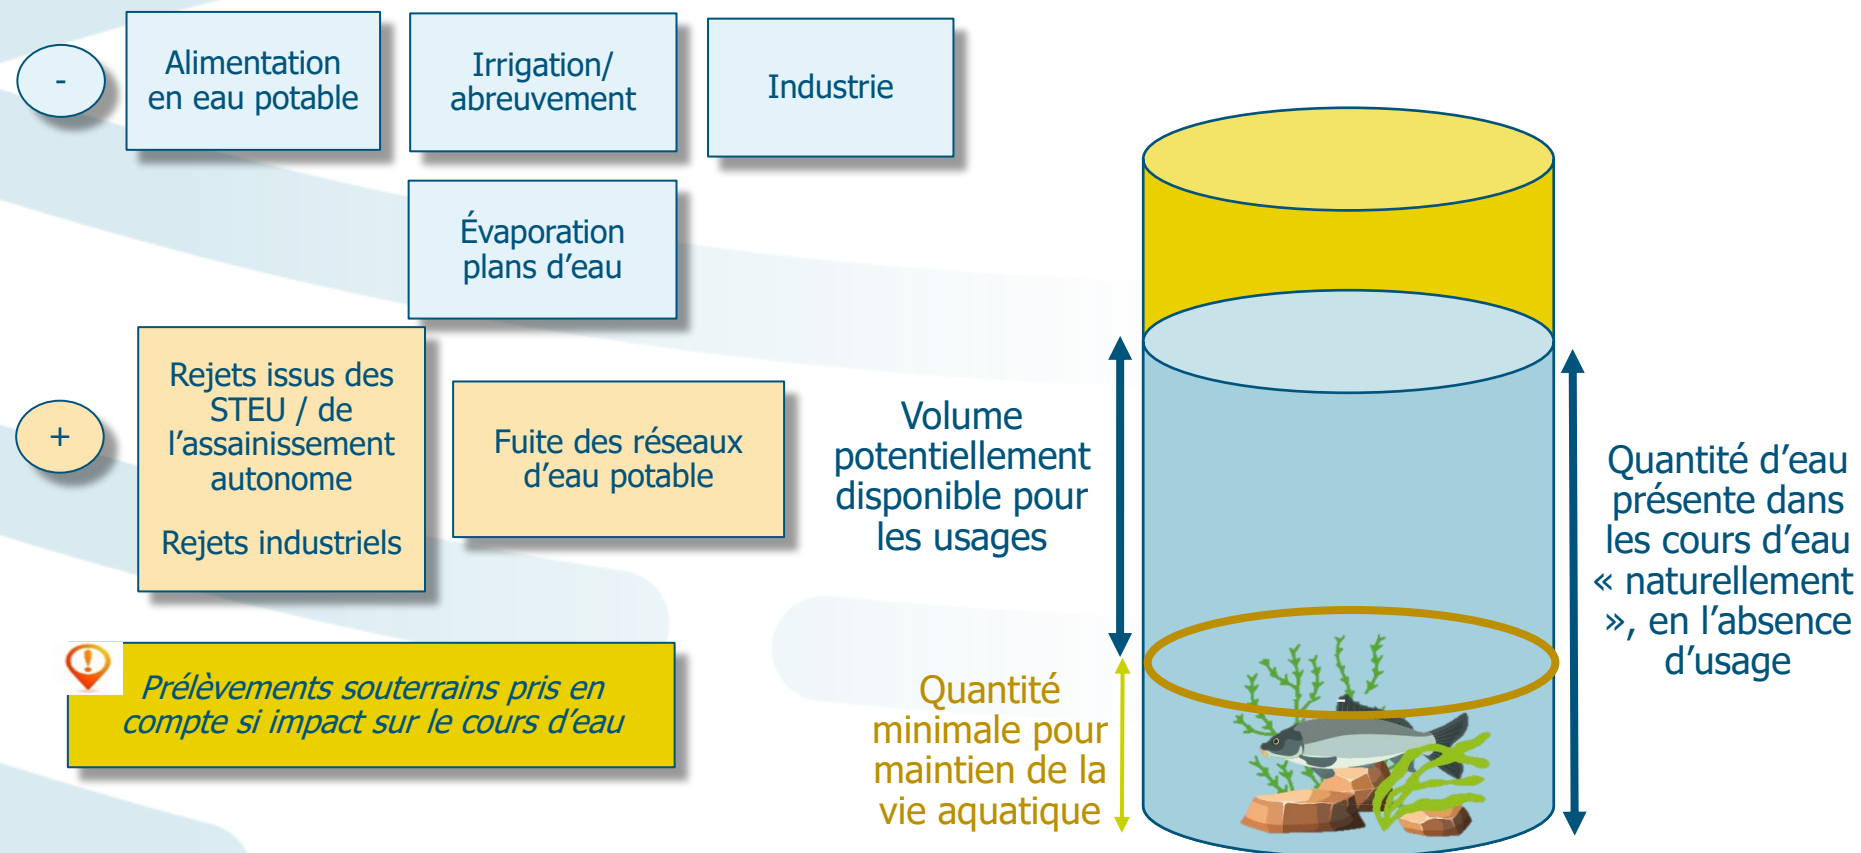 -
Alimentation
en eau potable
Irrigation/
abreuvement
Industrie
Évaporation
plans d’eau
+
Rejets issus des
STEU / de
l’assainissement
autonome
Rejets industriels
Fuite des réseaux
d’eau potable
!
Prélèvements souterrains pris en
compte si impact sur le cours d’eau
Volume
potentiellement
disponible pour
les usages
Quantité
minimale pour
maintien de la
vie aquatique
Quantité d’eau
présente dans
les cours d’eau
« naturellement
», en l’absence
d’usage